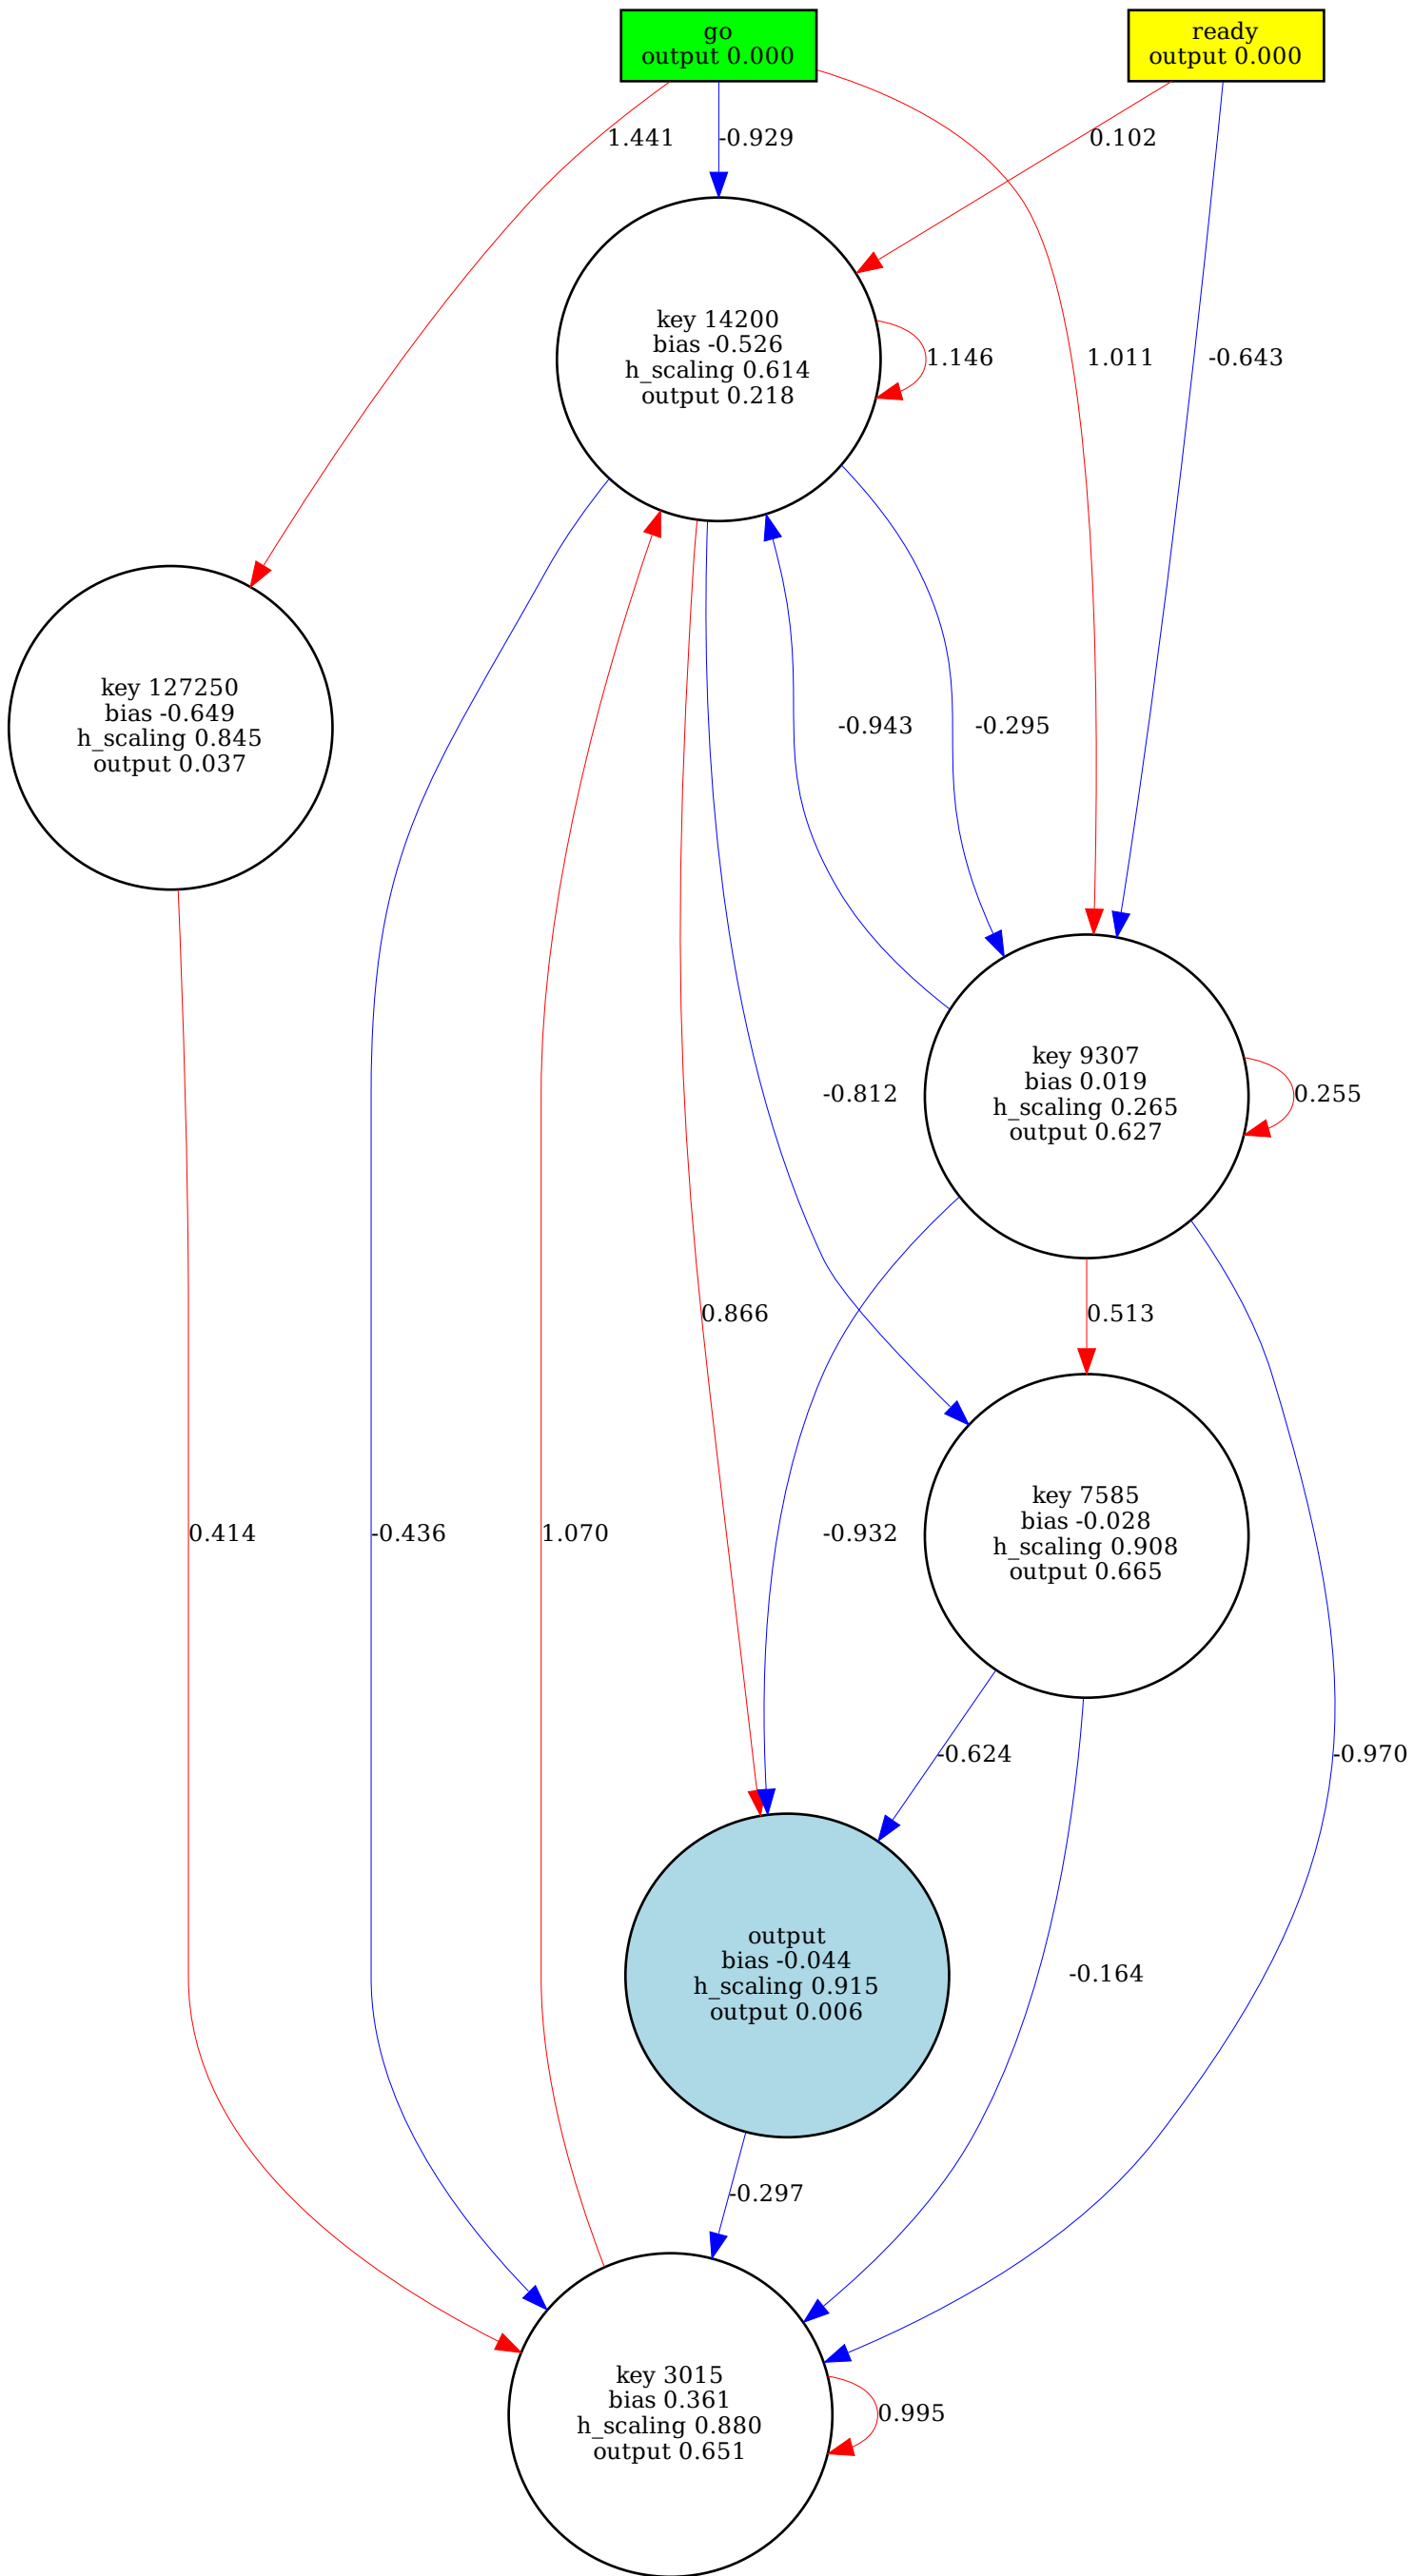 go
output 0.000
ready
output 0.000
1.441
-0.929
0.102
key 14200
bias -0.526
h_scaling 0.614
output 0.218
1.146
1.011
-0.643
key 127250
bias -0.649
h_scaling 0.845
output 0.037
-0.943
-0.295
key 9307
bias 0.019
h_scaling 0.265
output 0.627
-0.812
0.255
0.866
0.513
key 7585
bias -0.028
h_scaling 0.908
output 0.665
0.414
-0.436
1.070
-0.932
-0.624
-0.970
output
bias -0.044
h_scaling 0.915
output 0.006
-0.164
-0.297
key 3015
bias 0.361
h_scaling 0.880
output 0.651
0.995